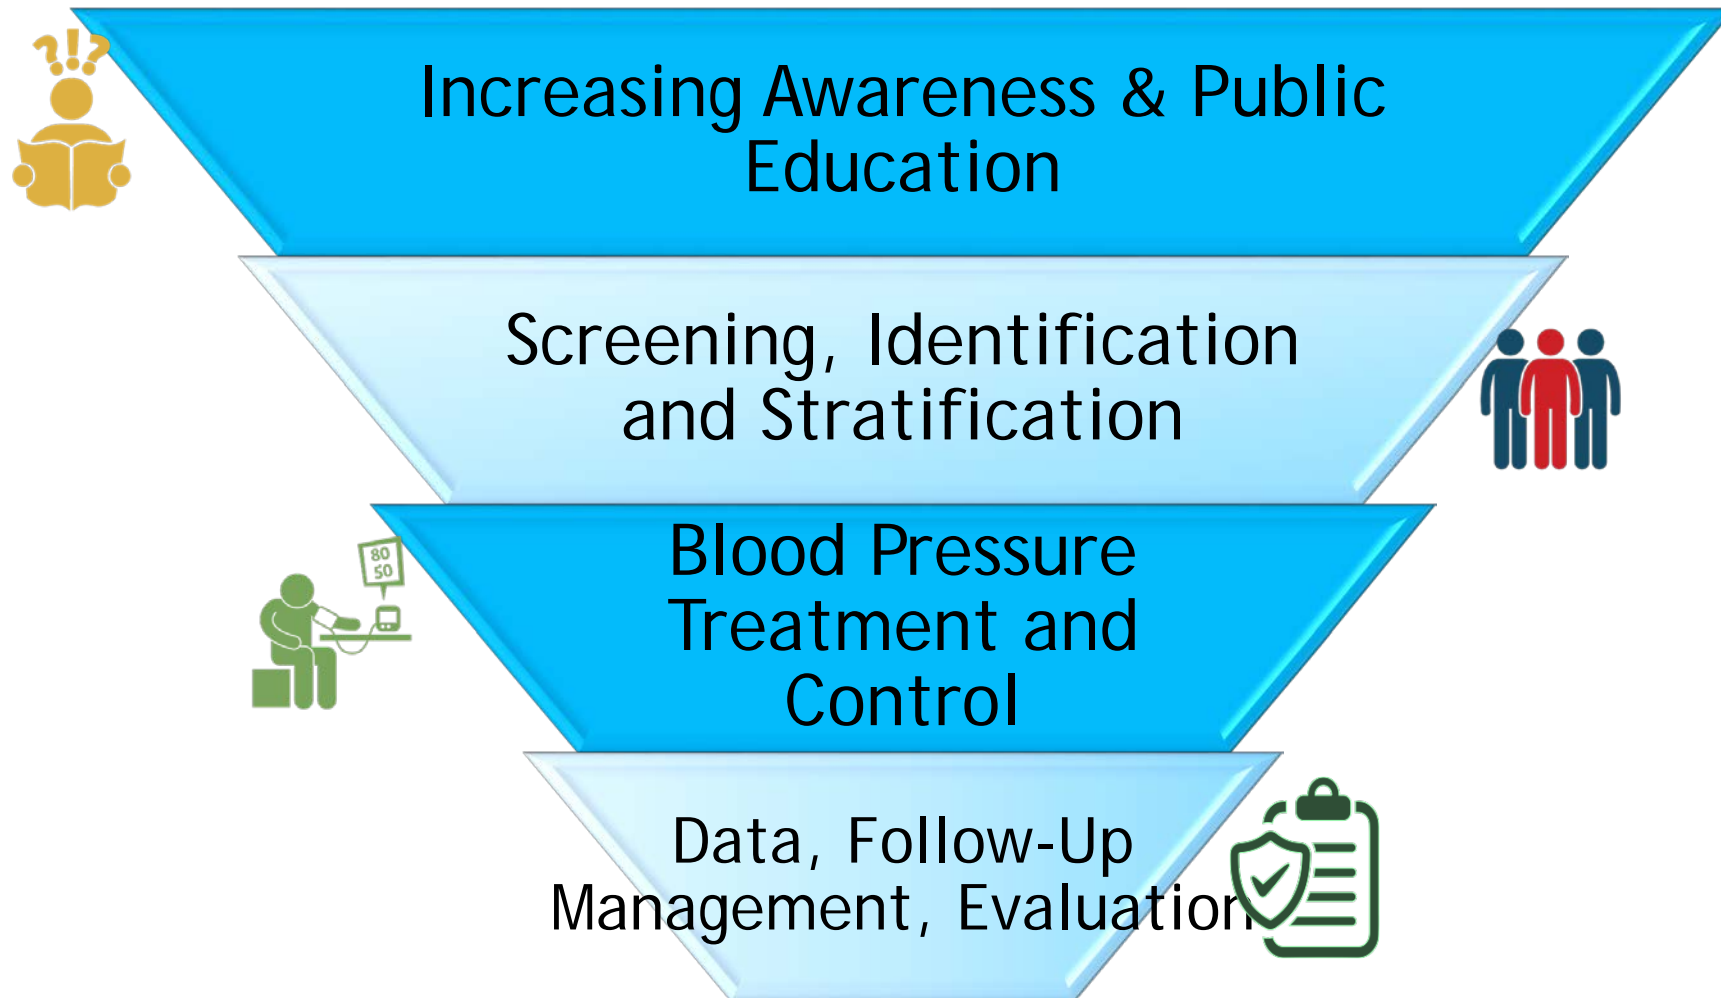 ?!?
Increasing Awareness & Public
Education
Screening, Identification
and Stratification
80
50
Blood Pressure
Treatment and
Control
Data, Follow-Up
Management, Evaluation